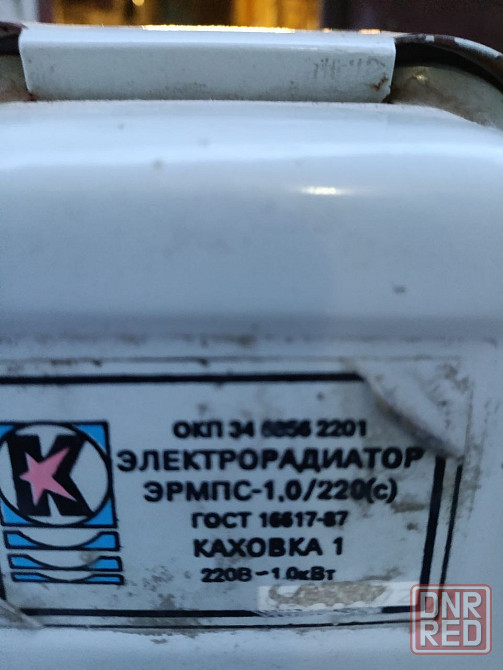 ОКП 34 6856 2201
ЭЛЕКТРОРАДИАТОР
ЭРМПС-1,0/220(с)
ГОСТ 16617-87
КАХОВКА 1
220В~1,0кВт
К
DNR
RED